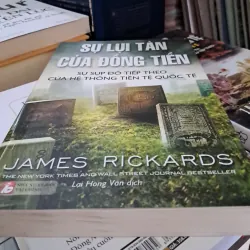 SỰ LỤI TÀN
CỦA ĐỒNG TIỀN
SỰ SỤP ĐỔ TIẾP THEO
CỦA HỆ THỐNG TIỀN TỆ QUỐC TẾ
JAMES RICKARDS
THE NEW YORK TIMES AND WALL STREET JOURNAL BESTSELLER
Lại Hồng Vân dịch